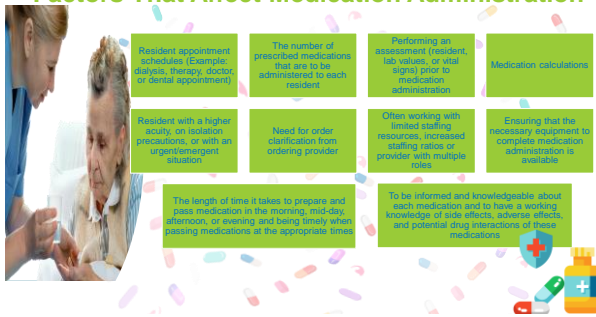 Factors That Affect Medication Administration
Resident appointment
schedules (Example:
dialysis, therapy, doctor,
or dental appointment)
The number of
prescribed medications
that are to be
administered to each
resident
Performing an
assessment (resident,
lab values, or vital
signs) prior to
medication
administration
Medication calculations
Resident with a higher
acuity, on isolation
precautions, or with an
urgent/emergent
situation
Need for order
clarification from
ordering provider
Often working with
limited staffing
resources, increased
staffing ratios or
provider with multiple
roles
Ensuring that the
necessary equipment to
complete medication
administration is
available
The length of time it takes to prepare and
pass medication in the morning, mid-day,
afternoon, or evening and being timely when
passing medications at the appropriate times
To be informed and knowledgeable about
each medication and to have a working
knowledge of side effects, adverse effects,
and potential drug interactions of these
medications